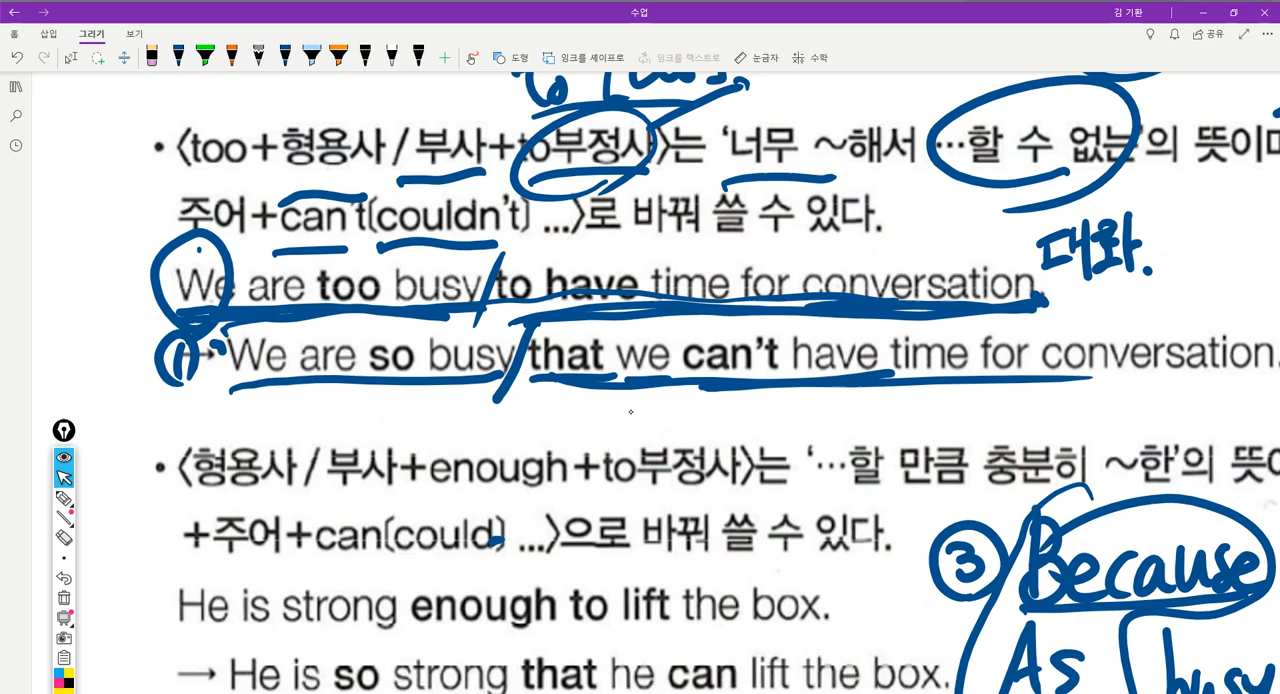 수업
김 기환
홈 삽입 그리기 보기
공유
도형 잉크를 셰이프로 잉크를 텍스트로 눈금자 수학
• 〈too+형용사/부사+to부정사〉는 '너무 ~해서 …할 수 없는'의 뜻이며
주어+can't(couldn't) ...〉로 바꿔 쓸 수 있다.
대화.
We are too busy to have time for conversation.
① → We are so busy that we can't have time for conversation.
• 〈형용사/부사+enough+to부정사〉는 '…할 만큼 충분히 ~한'의 뜻이
+주어+can(could) ...〉으로 바꿔 쓸 수 있다.
③ Because
He is strong enough to lift the box.
As busy
→ He is so strong that he can lift the box.